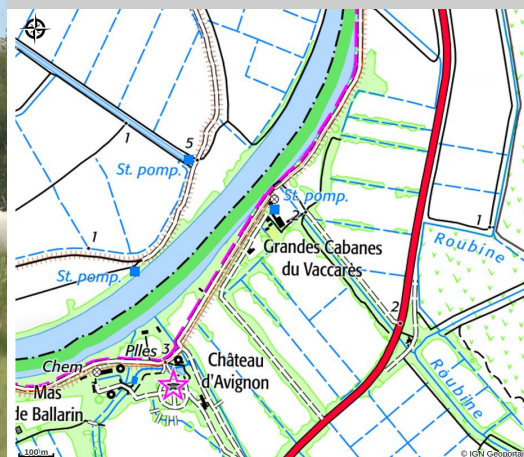 1
5
St. pomp.
1
St. pomp.
2
Grandes Cabanes
du Vaccarès
1
Roubine
St. pomp.
2
Plles 3
Chem.
Château
d'Avignon
Mas
de Ballarin
Roubine
100 m
© IGN Geoportail